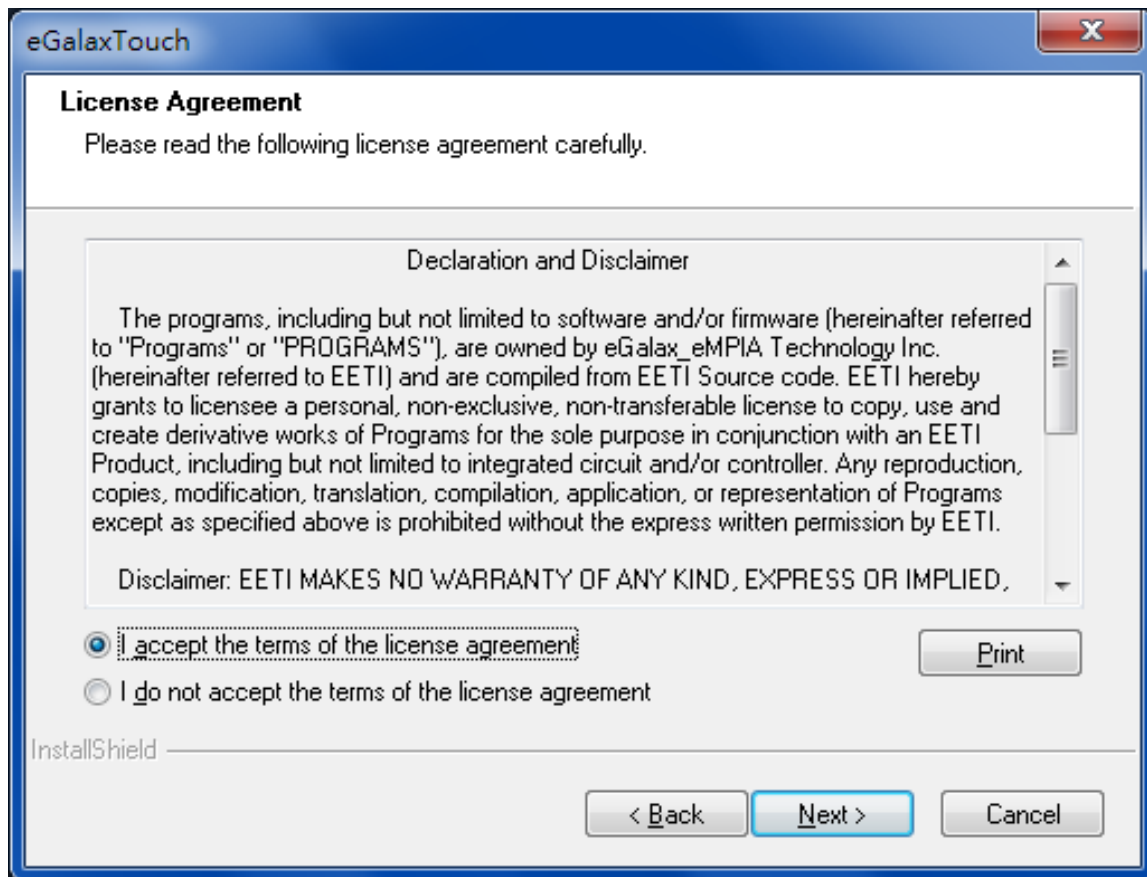 eGalaxTouch
License Agreement
Please read the following license agreement carefully.
Declaration and Disclaimer
The programs, including but not limited to software and/or firmware (hereinafter referred
to "Programs" or "PROGRAMS"), are owned by eGalax_eMPIA Technology Inc.
(hereinafter referred to EETI) and are compiled from EETI Source code. EETI hereby
grants to licensee a personal, non-exclusive, non-transferable license to copy, use and
create derivative works of Programs for the sole purpose in conjunction with an EETI
Product, including but not limited to integrated circuit and/or controller. Any reproduction,
copies, modification, translation, compilation, application, or representation of Programs
except as specified above is prohibited without the express written permission by EETI.
Disclaimer: EETI MAKES NO WARRANTY OF ANY KIND, EXPRESS OR IMPLIED,
I accept the terms of the license agreement
Print
I do not accept the terms of the license agreement
InstallShield
< Back Next > Cancel